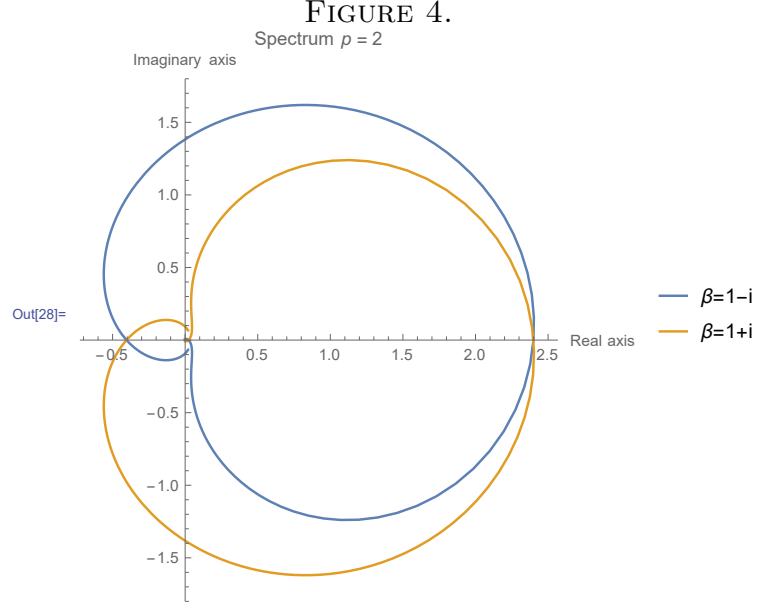 FIGURE 4.
Spectrum p = 2
Imaginary axis
1.5
1.0
0.5
Out[28]=
−0.5 0.5 1.0 1.5 2.0 2.5 Real axis
−0.5
−1.0
−1.5
β=1−i
β=1+i